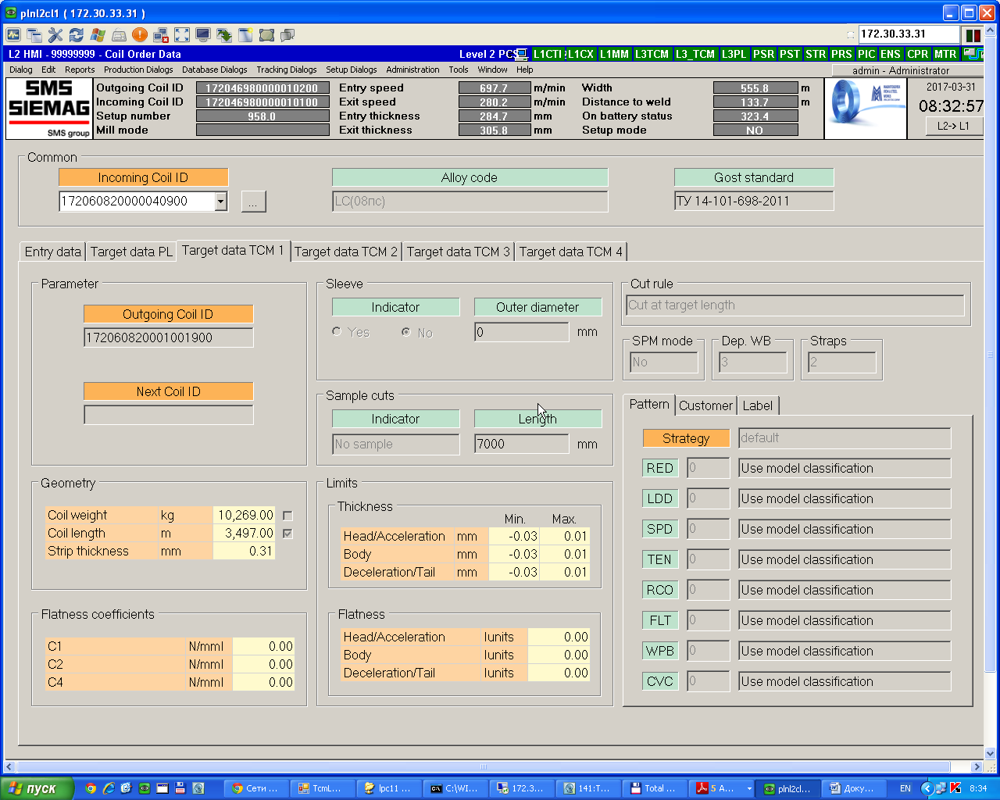 plnl2cl1 ( 172.30.33.31 )
172.30.33.31
L2 HMI - 99999999 - Coil Order Data Level 2 PCS L1CTL L1CX L1MM L3TCM L3_TCM L3PL PSR PST STR PRS PIC ENS CPR MTR
Dialog Edit Reports Production Dialogs Database Dialogs Tracking Dialogs Setup Dialogs Administration Tools Window Help admin - Administrator
SMS SIEMAG
SMS group
Outgoing Coil ID 172046980000010200 Entry speed 697.7 m/min Width 555.8 m
Incoming Coil ID 172046980000010100 Exit speed 280.2 m/min Distance to weld 133.7 m
Setup number 958.0 Entry thickness 284.7 mm On battery status 323.4
Mill mode Exit thickness 305.8 mm Setup mode NO
2017-03-31
08:32:57
L2-> L1
Common
Incoming Coil ID Alloy code Gost standard
172060820000040900 ... LC(08пс) ТУ 14-101-698-2011
Entry data Target data PL Target data TCM 1 Target data TCM 2 Target data TCM 3 Target data TCM 4
Parameter
Outgoing Coil ID
172060820001001900
Next Coil ID
Sleeve
Indicator Outer diameter
Yes No 0 mm
Sample cuts
Indicator Length
No sample 7000 mm
Cut rule
Cut at target length
SPM mode Dep. WB Straps
No 3 2
Geometry
Coil weight kg 10,269.00
Coil length m 3,497.00
Strip thickness mm 0.31
Flatness coefficients
C1 N/mmI 0.00
C2 N/mmI 0.00
C4 N/mmI 0.00
Limits
Thickness
Min. Max.
Head/Acceleration mm -0.03 0.01
Body mm -0.03 0.01
Deceleration/Tail mm -0.03 0.01
Flatness
Head/Acceleration Iunits 0.00
Body Iunits 0.00
Deceleration/Tail Iunits 0.00
Pattern Customer Label
Strategy default
RED 0 Use model classification
LDD 0 Use model classification
SPD 0 Use model classification
TEN 0 Use model classification
RCO 0 Use model classification
FLT 0 Use model classification
WPB 0 Use model classification
CVC 0 Use model classification
пуск Сети ... TcmL... lpc11 ... C:\WI... 172.3... 141:T... Total ... 5 A... plnl2cl... Доку... EN 8:34